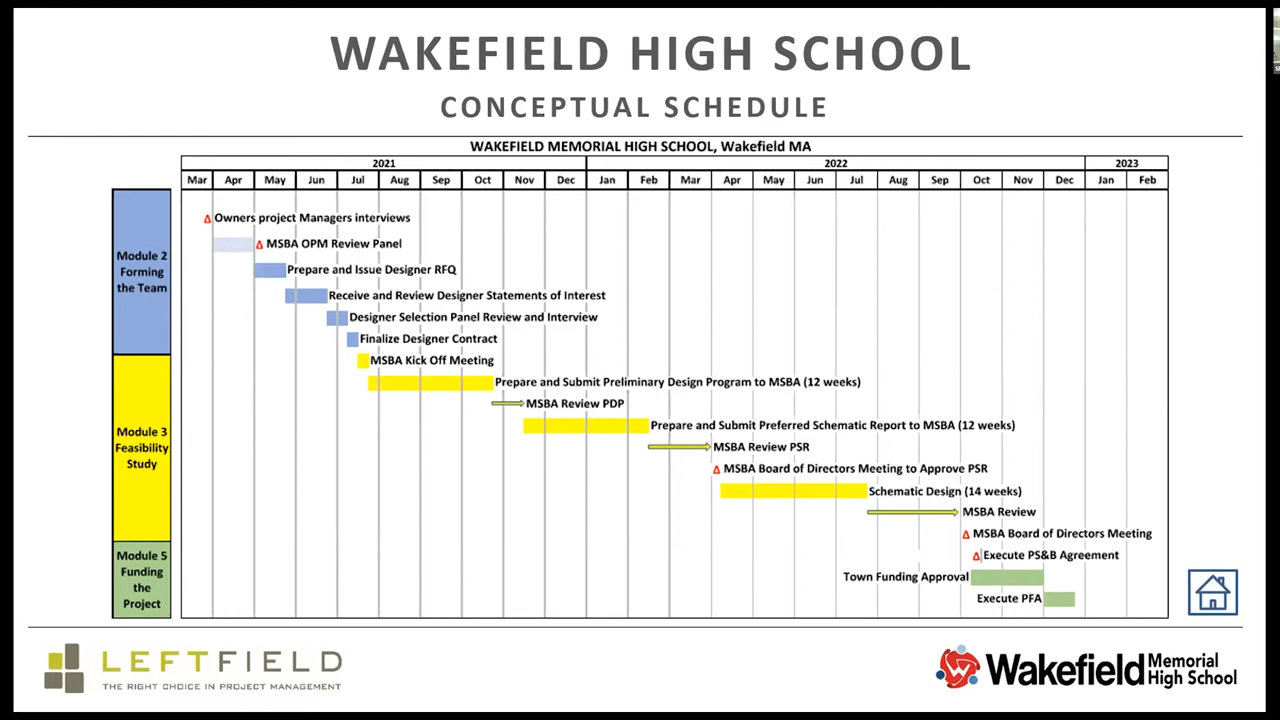 WAKEFIELD HIGH SCHOOL
CONCEPTUAL SCHEDULE
WAKEFIELD MEMORIAL HIGH SCHOOL, Wakefield MA
2021 2022 2023
Mar Apr May Jun Jul Aug Sep Oct Nov Dec Jan Feb Mar Apr May Jun Jul Aug Sep Oct Nov Dec Jan Feb
Module 2
Forming
the Team
Owners project Managers interviews
MSBA OPM Review Panel
Prepare and Issue Designer RFQ
Receive and Review Designer Statements of Interest
Designer Selection Panel Review and Interview
Finalize Designer Contract
Module 3
Feasibility
Study
MSBA Kick Off Meeting
Prepare and Submit Preliminary Design Program to MSBA (12 weeks)
MSBA Review PDP
Prepare and Submit Preferred Schematic Report to MSBA (12 weeks)
MSBA Review PSR
MSBA Board of Directors Meeting to Approve PSR
Schematic Design (14 weeks)
MSBA Review
MSBA Board of Directors Meeting
Module 5
Funding
the
Project
Execute PS&B Agreement
Town Funding Approval
Execute PFA
LEFTFIELD
THE RIGHT CHOICE IN PROJECT MANAGEMENT
Wakefield Memorial
High School